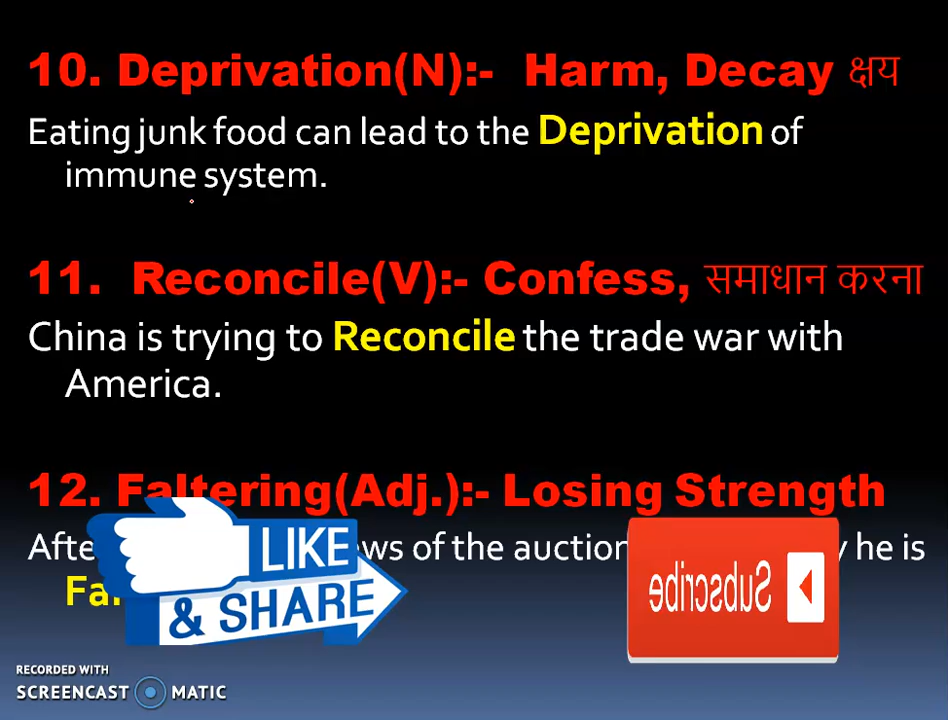 10. Deprivation(N):- Harm, Decay क्षय
Eating junk food can lead to the Deprivation of
immune system.
11. Reconcile(V):- Confess, समाधान करना
China is trying to Reconcile the trade war with
America.
12. Faltering(Adj.):- Losing Strength
of the auction he is
LIKE
& SHARE
Subscribe
RECORDED WITH
SCREENCAST MATIC